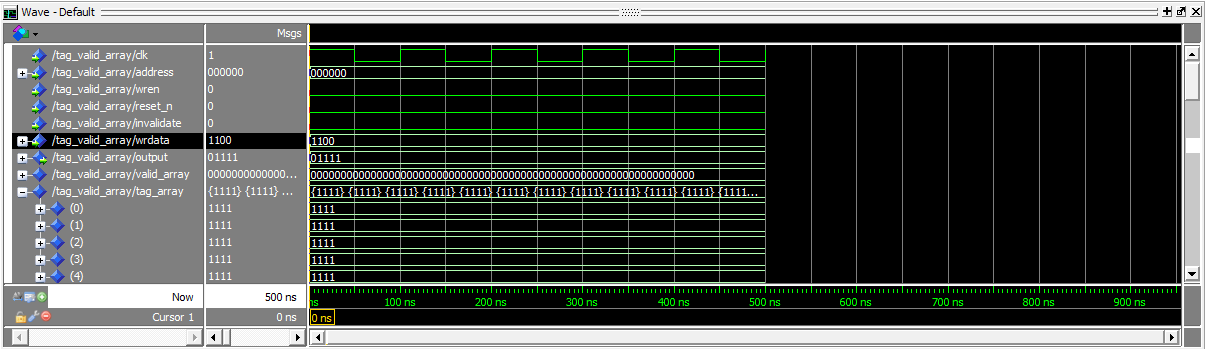 Wave - Default
Msgs
/tag_valid_array/clk 1
/tag_valid_array/address 000000 000000
/tag_valid_array/wren 0
/tag_valid_array/reset_n 0
/tag_valid_array/invalidate 0
/tag_valid_array/wrdata 1100 1100
/tag_valid_array/output 01111 01111
/tag_valid_array/valid_array 0000000000000... 0000000000000000000000000000000000000000000000000000000000000000
/tag_valid_array/tag_array {1111} {1111} ... {1111} {1111} {1111} {1111} {1111} {1111} {1111} {1111} {1111} {1111} {1111} {1111...
(0) 1111 1111
(1) 1111 1111
(2) 1111 1111
(3) 1111 1111
(4) 1111 1111
Now 500 ns ns 100 ns 200 ns 300 ns 400 ns 500 ns 600 ns 700 ns 800 ns 900 ns
Cursor 1 0 ns 0 ns